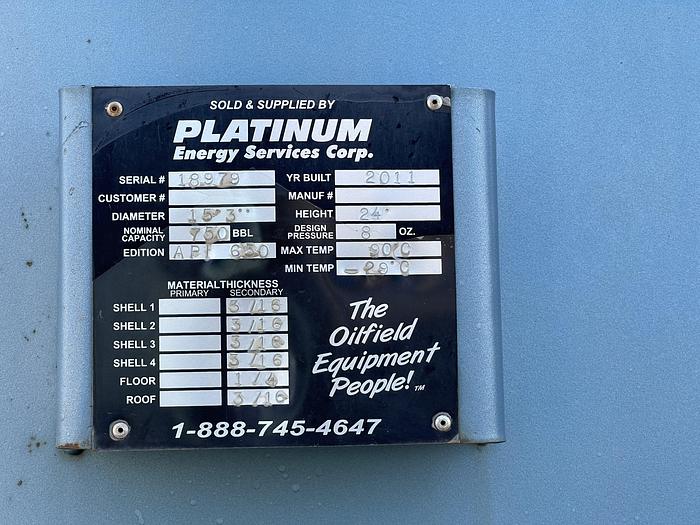 SOLD & SUPPLIED BY
PLATINUM
Energy Services Corp.
SERIAL # 18979 YR BUILT 2011
CUSTOMER # MANUF #
DIAMETER 15'3'' HEIGHT 24'
NOMINAL CAPACITY 750 BBL DESIGN PRESSURE 8 OZ.
EDITION API 650 MAX TEMP 90°C
MIN TEMP -29°C
MATERIAL THICKNESS
PRIMARY SECONDARY
SHELL 1 3/16
SHELL 2 3/16
SHELL 3 3/16
SHELL 4 3/16
FLOOR 1/4
ROOF 3/16
The
Oilfield
Equipment
People!™
1-888-745-4647